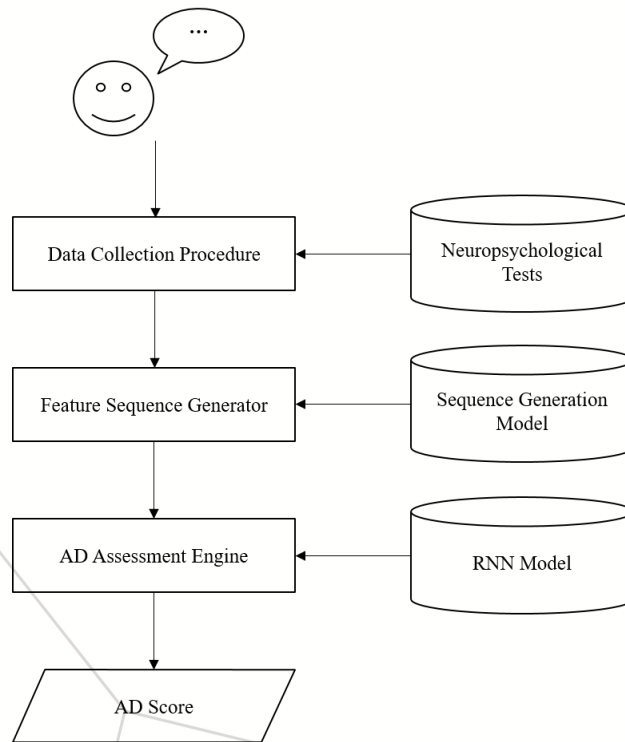 ...
Data Collection Procedure
Neuropsychological
Tests
Feature Sequence Generator
Sequence Generation
Model
AD Assessment Engine
RNN Model
AD Score